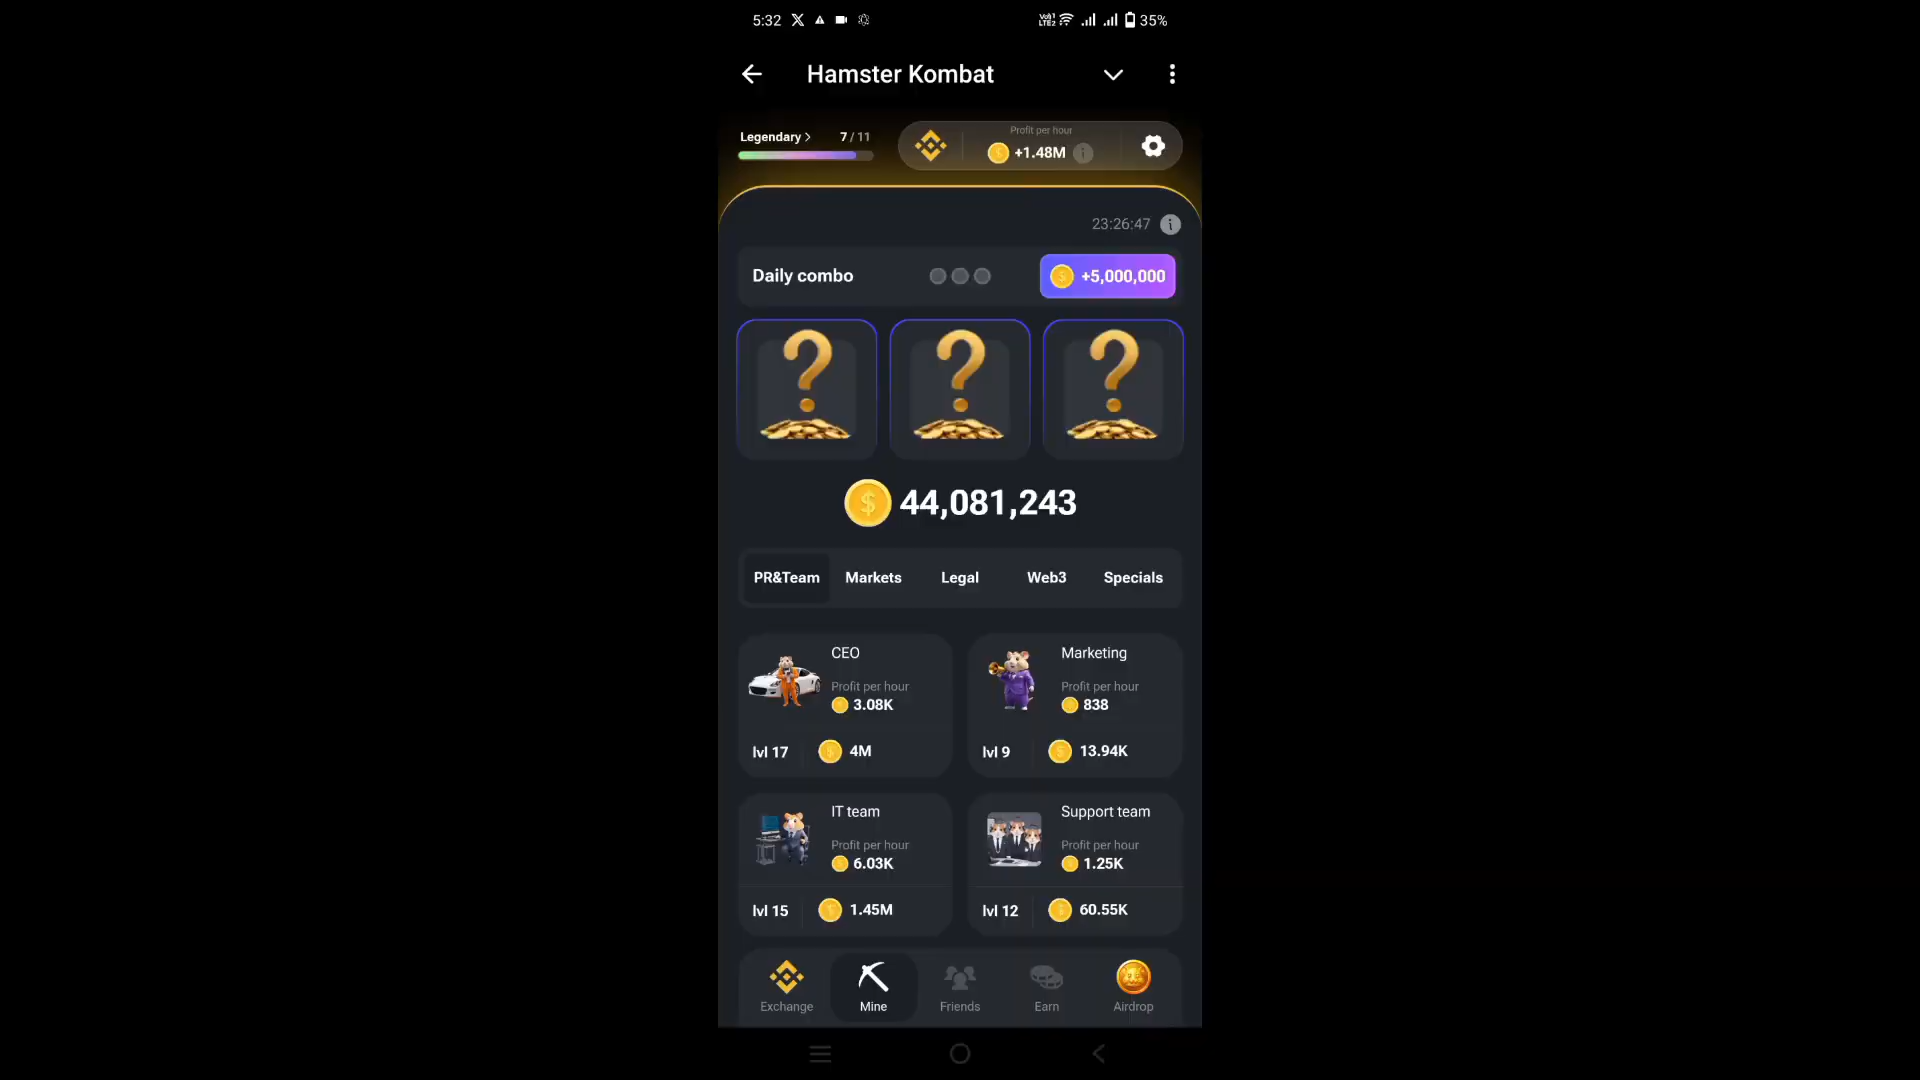 5:32
Vo)) LTE2 35%
Hamster Kombat
Legendary > 7 / 11
Profit per hour
+1.48M
23:26:47
Daily combo +5,000,000
44,081,243
PR&Team Markets Legal Web3 Specials
CEO
Profit per hour
3.08K
lvl 17 4M
Marketing
Profit per hour
838
lvl 9 13.94K
IT team
Profit per hour
6.03K
lvl 15 1.45M
Support team
Profit per hour
1.25K
lvl 12 60.55K
Exchange Mine Friends Earn Airdrop